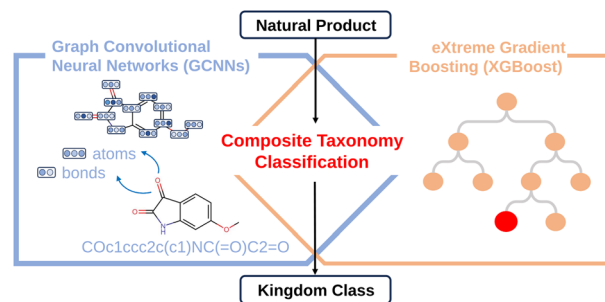 Natural Product
Graph Convolutional
Neural Networks (GCNNs)
eXtreme Gradient
Boosting (XGBoost)
Composite Taxonomy
Classification
atoms
bonds
O
O
N
H
O
COc1ccc2c(c1)NC(=O)C2=O
Kingdom Class